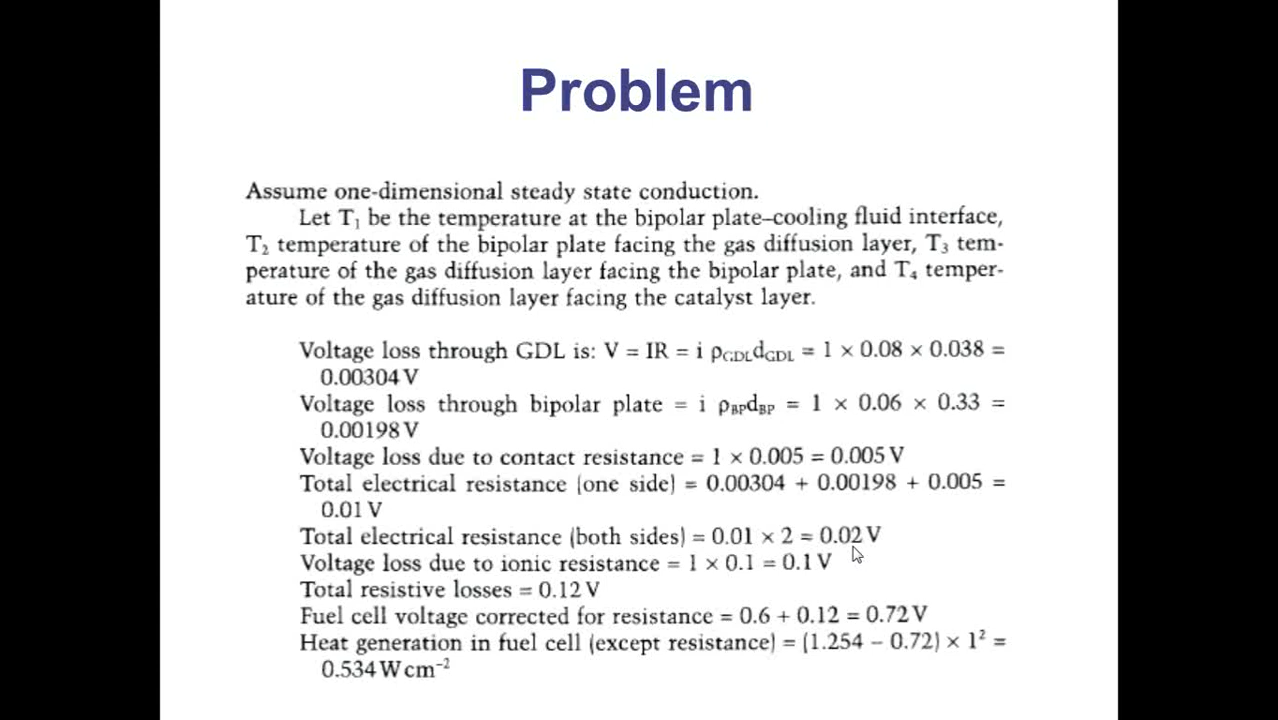 Problem
Assume one-dimensional steady state conduction.
Let T₁ be the temperature at the bipolar plate–cooling fluid interface,
T₂ temperature of the bipolar plate facing the gas diffusion layer, T₃ tem-
perature of the gas diffusion layer facing the bipolar plate, and T₄ temper-
ature of the gas diffusion layer facing the catalyst layer.
Voltage loss through GDL is: V = IR = i ρGDLdGDL = 1 × 0.08 × 0.038 =
0.00304 V
Voltage loss through bipolar plate = i ρBPdBP = 1 × 0.06 × 0.33 =
0.00198 V
Voltage loss due to contact resistance = 1 × 0.005 = 0.005 V
Total electrical resistance (one side) = 0.00304 + 0.00198 + 0.005 =
0.01 V
Total electrical resistance (both sides) = 0.01 × 2 = 0.02 V
Voltage loss due to ionic resistance = 1 × 0.1 = 0.1 V
Total resistive losses = 0.12 V
Fuel cell voltage corrected for resistance = 0.6 + 0.12 = 0.72 V
Heat generation in fuel cell (except resistance) = (1.254 – 0.72) × 1² =
0.534 W cm⁻²